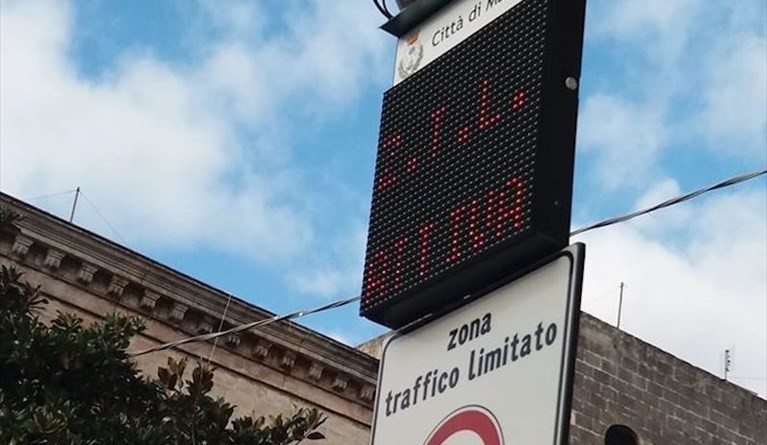 Città di
Z.T.L.
ATTIVA
zona
traffico limitato